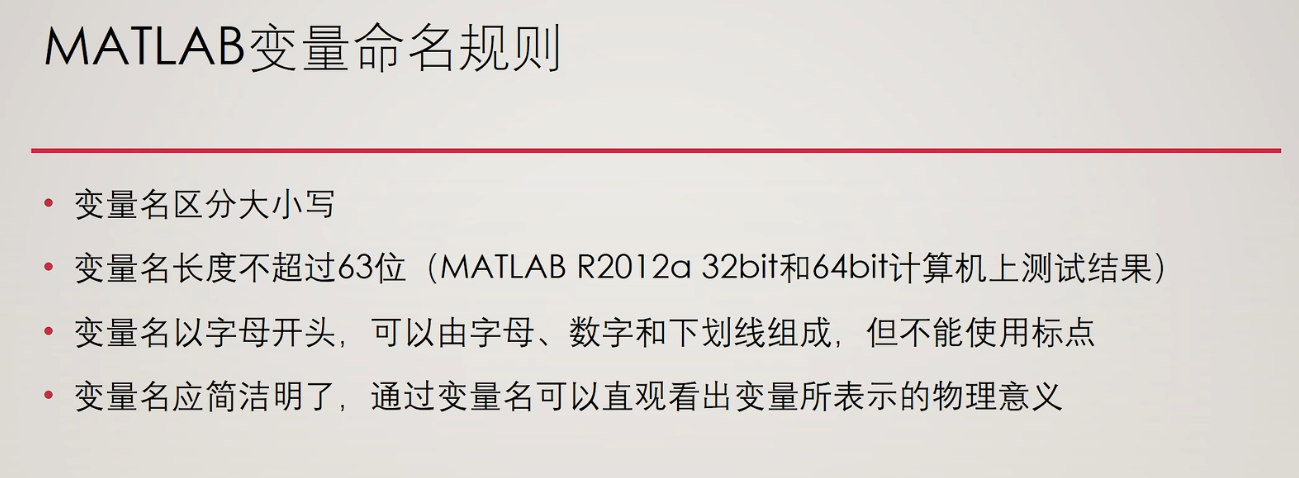 MATLAB变量命名规则
• 变量名区分大小写
• 变量名长度不超过63位（MATLAB R2012a 32bit和64bit计算机上测试结果）
• 变量名以字母开头，可以由字母、数字和下划线组成，但不能使用标点
• 变量名应简洁明了，通过变量名可以直观看出变量所表示的物理意义